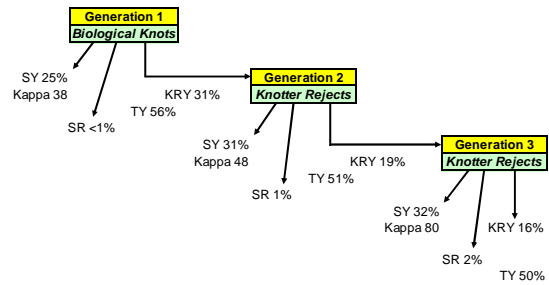 Generation 1
Biological Knots
SY 25%
Kappa 38
SR <1%
KRY 31%
TY 56%
Generation 2
Knotter Rejects
SY 31%
Kappa 48
SR 1%
KRY 19%
TY 51%
Generation 3
Knotter Rejects
SY 32%
Kappa 80
SR 2%
KRY 16%
TY 50%